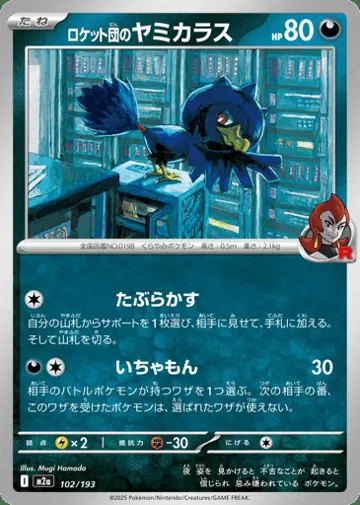 たね
ロケット団のヤミカラス
HP80
全国図鑑NO.0198 くらやみポケモン 高さ：0.5m 重さ：2.1kg
R
たぶらかす
自分の山札からサポートを1枚選び、相手に見せて、手札に加える。
そして山札を切る。
いちゃもん 30
相手のバトルポケモンが持つワザを1つ選ぶ。次の相手の番、
このワザを受けたポケモンは、選ばれたワザが使えない。
弱点 ×2 抵抗力 -30 にげる
Illus. Mugi Hamada
I m2a 102/193
夜 姿を 見かけると 不吉なことが 起きると
信じられ 忌み嫌われている ポケモン。
©2025 Pokémon/Nintendo/Creatures/GAME FREAK.